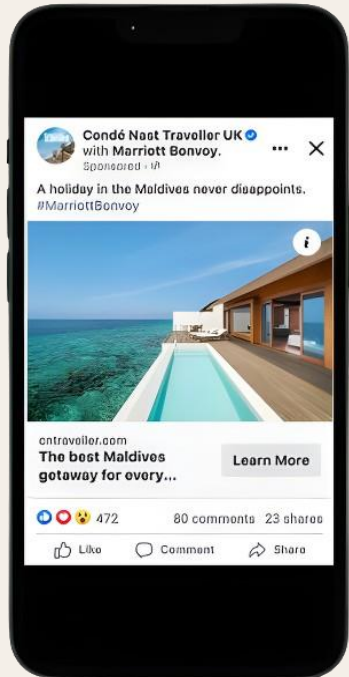 Condé Nast Traveller UK
with Marriott Bonvoy.
Sponsored ·
A holiday in the Maldives never disappoints.
#MarriottBonvoy
cntraveller.com
The best Maldives
getaway for every...
Learn More
472
80 comments 23 shares
Like Comment Share